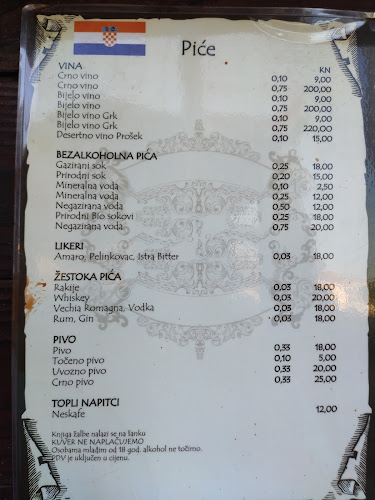 Piće
KN
VINA
Crno vino 0,10 9,00
Crno vino 0,75 200,00
Bijelo vino 0,10 9,00
Bijelo vino 0,75 200,00
Bijelo vino Grk 0,10 9,00
Bijelo vino Grk 0,75 220,00
Desertno vino Prošek 0,10 15,00
BEZALKOHOLNA PIĆA
Gazirani sok 0,25 18,00
Prirodni sok 0,20 15,00
Mineralna voda 0,10 2,50
Mineralna voda 0,25 12,00
Negazirana voda 0,50 12,00
Prirodni Bio sokovi 0,25 18,00
Negazirana voda 0,75 20,00
LIKERI
Amaro, Pelinkovac, Istra Bitter 0,03 18,00
ŽESTOKA PIĆA
Rakije 0,03 18,00
Whiskey 0,03 20,00
Vechia Romagna, Vodka 0,03 18,00
Rum, Gin 0,03 18,00
PIVO
Pivo 0,33 18,00
Točeno pivo 0,10 5,00
Uvozno pivo 0,33 20,00
Crno pivo 0,33 25,00
TOPLI NAPITCI
Neskafe 12,00
Knjiga žalbe nalazi se na šanku
KUVER NE NAPLAĆUJEMO
Osobama mlađim od 18 god. alkohol ne točimo.
PDV je uključen u cijenu.